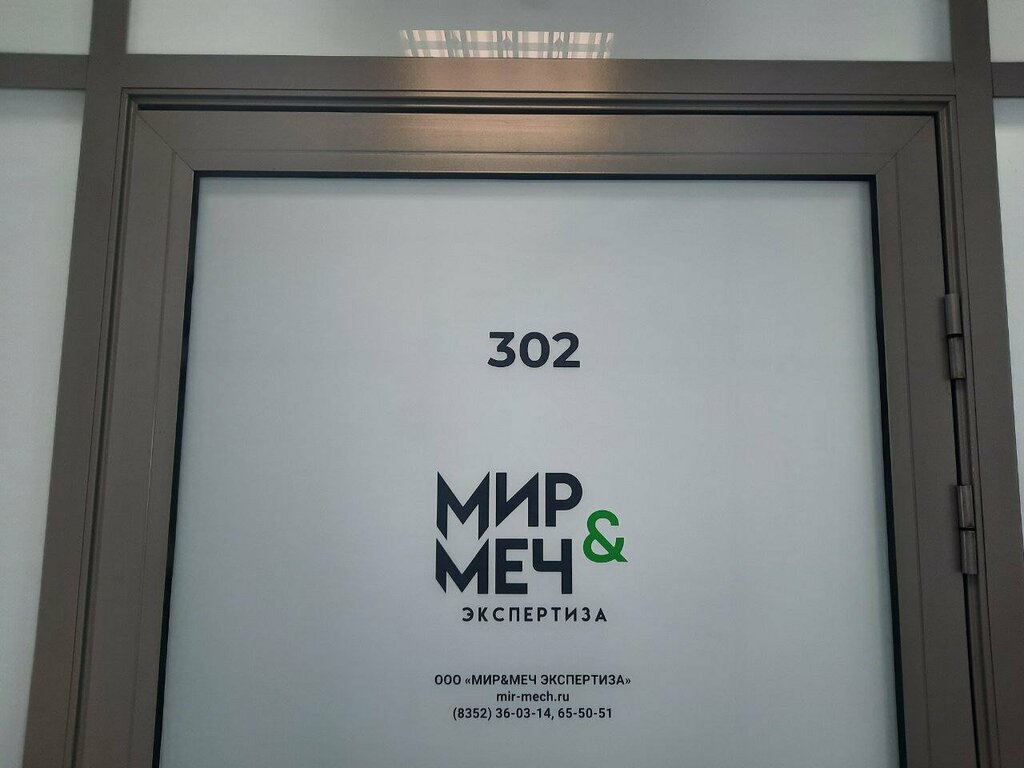 302
МИР
МЕЧ &
ЭКСПЕРТИЗА
ООО «МИР&МЕЧ ЭКСПЕРТИЗА»
mir-mech.ru
(8352) 36-03-14, 65-50-51